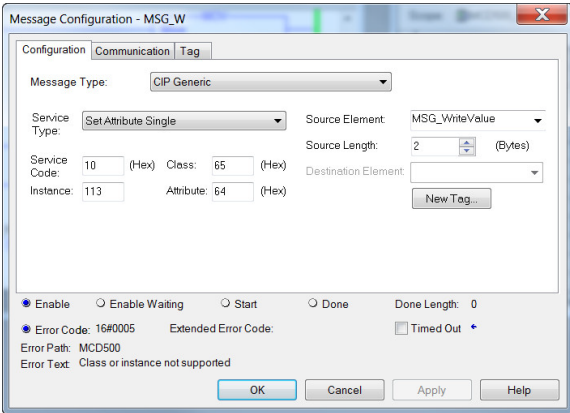 Message Configuration - MSG_W
Configuration Communication Tag
Message Type: CIP Generic
Service Type: Set Attribute Single Source Element: MSG_WriteValue
Source Length: 2 (Bytes)
Service Code: 10 (Hex) Class: 65 (Hex) Destination Element:
Instance: 113 Attribute: 64 (Hex) New Tag...
Enable Enable Waiting Start Done Done Length: 0
Error Code: 16#0005 Extended Error Code: Timed Out
Error Path: MCD500
Error Text: Class or instance not supported
OK Cancel Apply Help